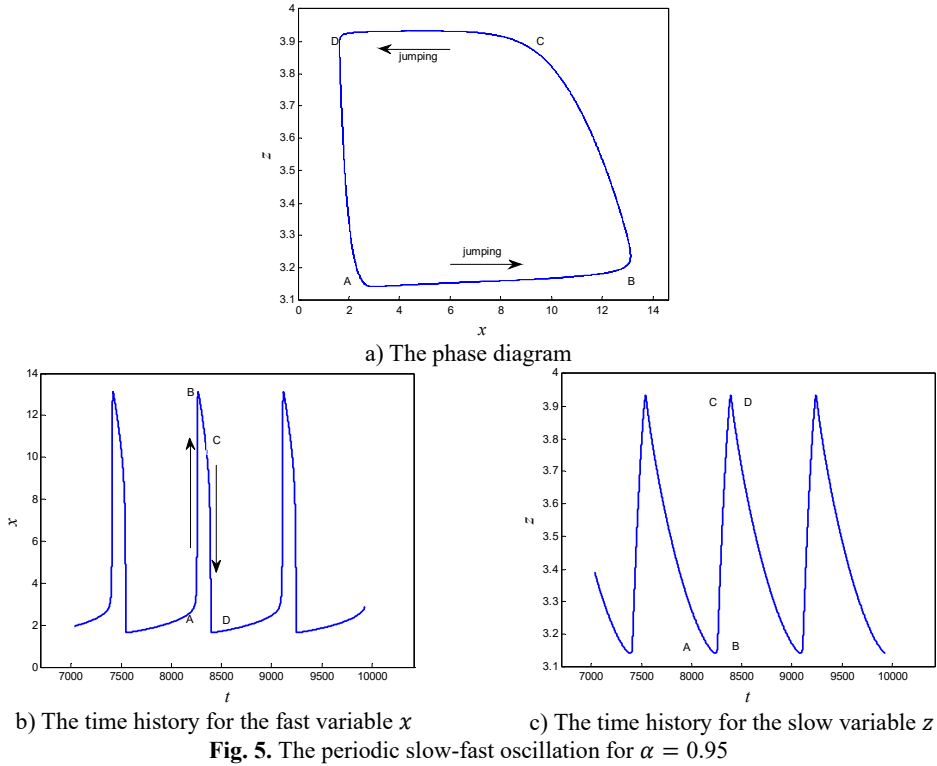 4
3.9
3.8
3.7
3.6
3.5
3.4
3.3
3.2
3.1
z
D
C
jumping
jumping
A
B
0 2 4 6 8 10 12 14
x
a) The phase diagram
14
12
10
8
6
4
2
0
x
B
C
A
D
7000 7500 8000 8500 9000 9500 10000
t
4
3.9
3.8
3.7
3.6
3.5
3.4
3.3
3.2
3.1
z
C D
A B
7000 7500 8000 8500 9000 9500 10000
t
b) The time history for the fast variable x
c) The time history for the slow variable z
Fig. 5. The periodic slow-fast oscillation for α = 0.95